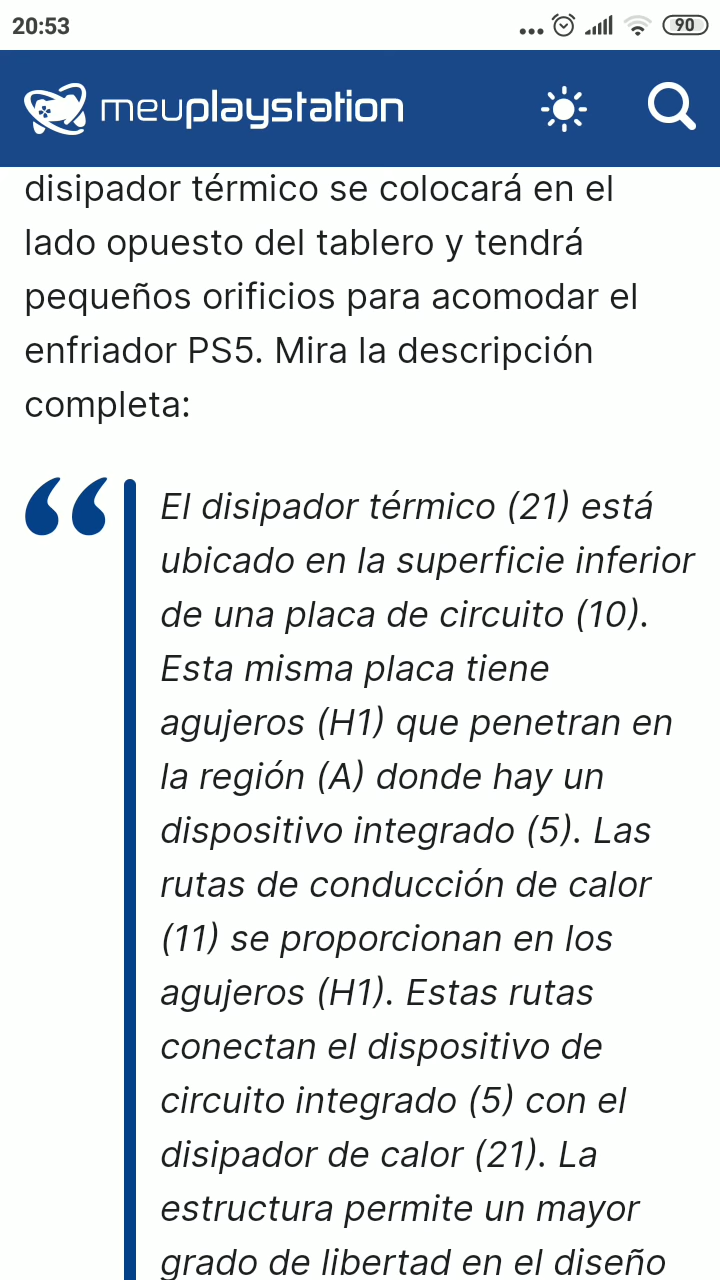 20:53
90
meuplaystation
disipador térmico se colocará en el
lado opuesto del tablero y tendrá
pequeños orificios para acomodar el
enfriador PS5. Mira la descripción
completa:
“
El disipador térmico (21) está
ubicado en la superficie inferior
de una placa de circuito (10).
Esta misma placa tiene
agujeros (H1) que penetran en
la región (A) donde hay un
dispositivo integrado (5). Las
rutas de conducción de calor
(11) se proporcionan en los
agujeros (H1). Estas rutas
conectan el dispositivo de
circuito integrado (5) con el
disipador de calor (21). La
estructura permite un mayor
grado de libertad en el diseño